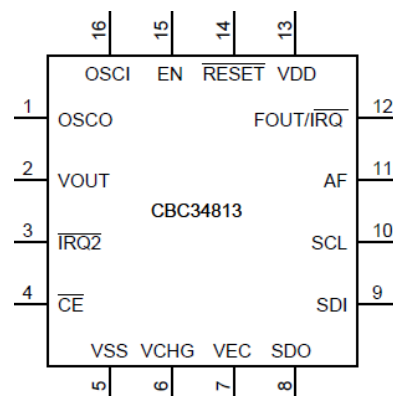 16 15 14 13
OSCI EN RESET VDD
1 OSCO FOUT/IRQ 12
2 VOUT AF 11
CBC34813
3 IRQ2 SCL 10
4 CE SDI 9
VSS VCHG VEC SDO
5 6 7 8